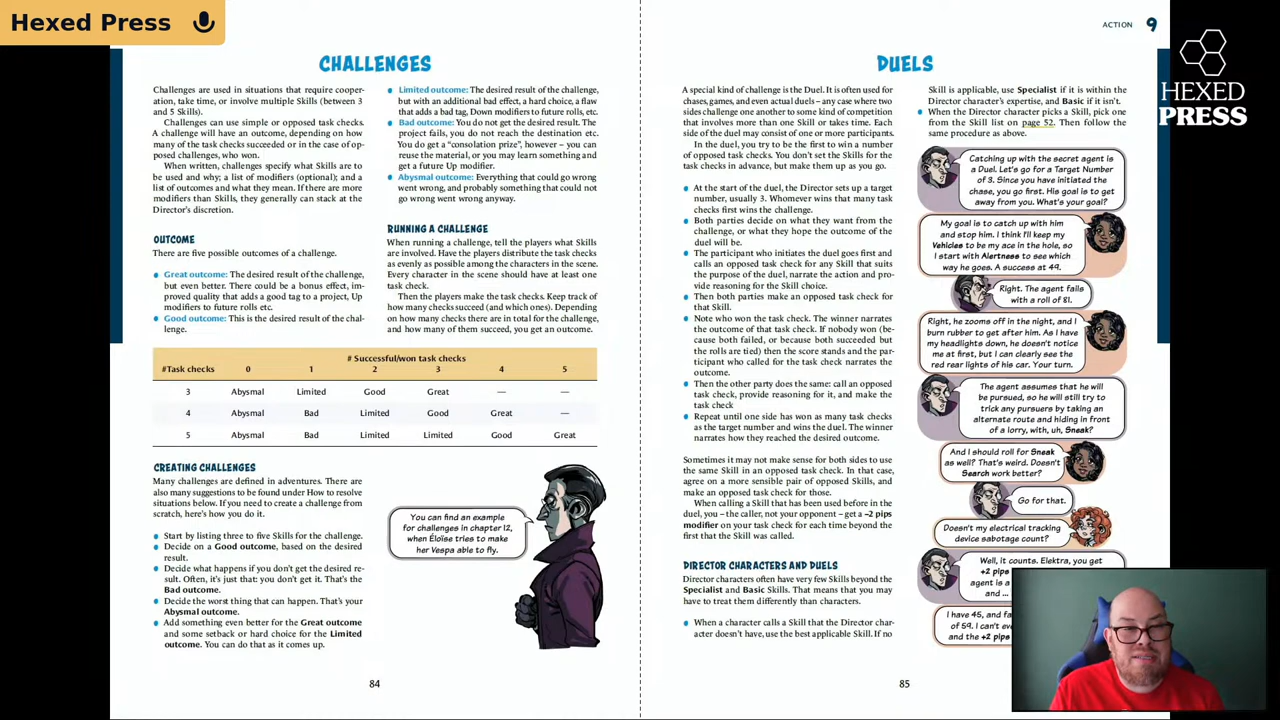 Hexed Press
ACTION 9
HEXED
PRESS
CHALLENGES
Challenges are used in situations that require cooper-
ation, take time, or involve multiple Skills (between 3
and 5 Skills).
Challenges can use simple or opposed task checks.
A challenge will have an outcome, depending on how
many of the task checks succeeded or in the case of op-
posed challenges, who won.
When written, challenges specify what Skills are to
be used and why; a list of modifiers (optional); and a
list of outcomes and what they mean. If there are more
modifiers than Skills, they generally can stack at the
Director's discretion.
OUTCOME
There are five possible outcomes of a challenge.
Great outcome: The desired result of the challenge,
but even better. There could be a bonus effect, im-
proved quality that adds a good tag to a project, Up
modifiers to future rolls etc.
Good outcome: This is the desired result of the chal-
lenge.
Limited outcome: The desired result of the challenge,
but with an additional bad effect, a hard choice, a flaw
that adds a bad tag, Down modifiers to future rolls, etc.
Bad outcome: You do not get the desired result. The
project fails, you do not reach the destination etc.
You do get a "consolation prize", however – you can
reuse the material, or you may learn something and
get a future Up modifier.
Abysmal outcome: Everything that could go wrong
went wrong, and probably something that could not
go wrong went wrong anyway.
RUNNING A CHALLENGE
When running a challenge, tell the players what Skills
are involved. Have the players distribute the task checks
as evenly as possible among the characters in the scene.
Every character in the scene should have at least one
task check.
Then the players make the task checks. Keep track of
how many checks succeed (and which ones). Depending
on how many checks there are in total for the challenge,
and how many of them succeed, you get an outcome.
# Successful/won task checks
#Task checks 0 1 2 3 4 5
3 Abysmal Limited Good Great — —
4 Abysmal Bad Limited Good Great —
5 Abysmal Bad Limited Limited Good Great
CREATING CHALLENGES
Many challenges are defined in adventures. There are
also many suggestions to be found under How to resolve
situations below. If you need to create a challenge from
scratch, here's how you do it.
Start by listing three to five Skills for the challenge.
Decide on a Good outcome, based on the desired
result.
Decide what happens if you don't get the desired re-
sult. Often, it's just that: you don't get it. That's the
Bad outcome.
Decide the worst thing that can happen. That's your
Abysmal outcome.
Add something even better for the Great outcome
and some setback or hard choice for the Limited
outcome. You can do that as it comes up.
You can find an example
for challenges in chapter 12,
when Éloïse tries to make
her Vespa able to fly.
84
DUELS
A special kind of challenge is the Duel. It is often used for
chases, games, and even actual duels – any case where two
sides challenge one another to some kind of competition
that involves more than one Skill or takes time. Each
side of the duel may consist of one or more participants.
In the duel, you try to be the first to win a number
of opposed task checks. You don't set the Skills for the
task checks in advance, but make them up as you go.
At the start of the duel, the Director sets up a target
number, usually 3. Whomever wins that many task
checks first wins the challenge.
Both parties decide on what they want from the
challenge, or what they hope the outcome of the
duel will be.
The participant who initiates the duel goes first and
calls an opposed task check for any Skill that suits
the purpose of the duel, narrate the action and pro-
vide reasoning for the Skill choice.
Then both parties make an opposed task check for
that Skill.
Note who won the task check. The winner narrates
the outcome of that task check. If nobody won (be-
cause both failed, or because both succeeded but
the rolls are tied) then the score stands and the par-
ticipant who called for the task check narrates the
outcome.
Then the other party does the same: call an opposed
task check, provide reasoning for it, and make the
task check
Repeat until one side has won as many task checks
as the target number and wins the duel. The winner
narrates how they reached the desired outcome.
Sometimes it may not make sense for both sides to use
the same Skill in an opposed task check. In that case,
agree on a more sensible pair of opposed Skills, and
make an opposed task check for those.
When calling a Skill that has been used before in the
duel, you – the caller, not your opponent – get a –2 pips
modifier on your task check for each time beyond the
first that the Skill was called.
DIRECTOR CHARACTERS AND DUELS
Director characters often have very few Skills beyond the
Specialist and Basic Skills. That means that you may
have to treat them differently than characters.
When a character calls a Skill that the Director char-
acter doesn't have, use the best applicable Skill. If no
Skill is applicable, use Specialist if it is within the
Director character's expertise, and Basic if it isn't.
When the Director character picks a Skill, pick one
from the Skill list on page 52. Then follow the
same procedure as above.
Catching up with the secret agent is
a Duel. Let's go for a Target Number
of 3. Since you have initiated the
chase, you go first. His goal is to get
away from you. What's your goal?
My goal is to catch up with him
and stop him. I think I'll keep my
Vehicles to be my ace in the hole, so
I start with Alertness to see which
way he goes. A success at 49.
Right. The agent fails
with a roll of 81.
Right, he zooms off in the night, and I
burn rubber to get after him. As I have
my headlights down, he doesn't notice
me at first, but I can clearly see the
red rear lights of his car. Your turn.
The agent assumes that he will
be pursued, so he will still try to
trick any pursuers by taking an
alternate route and hiding in front
of a lorry, with, uh, Sneak?
And I should roll for Sneak
as well? That's weird. Doesn't
Search work better?
Go for that.
Doesn't my electrical tracking
device sabotage count?
Well, it counts. Elektra, you get
+2 pips
agent is a
and ...
I have 45, and
of 59. I can't
and the +2 pip
85